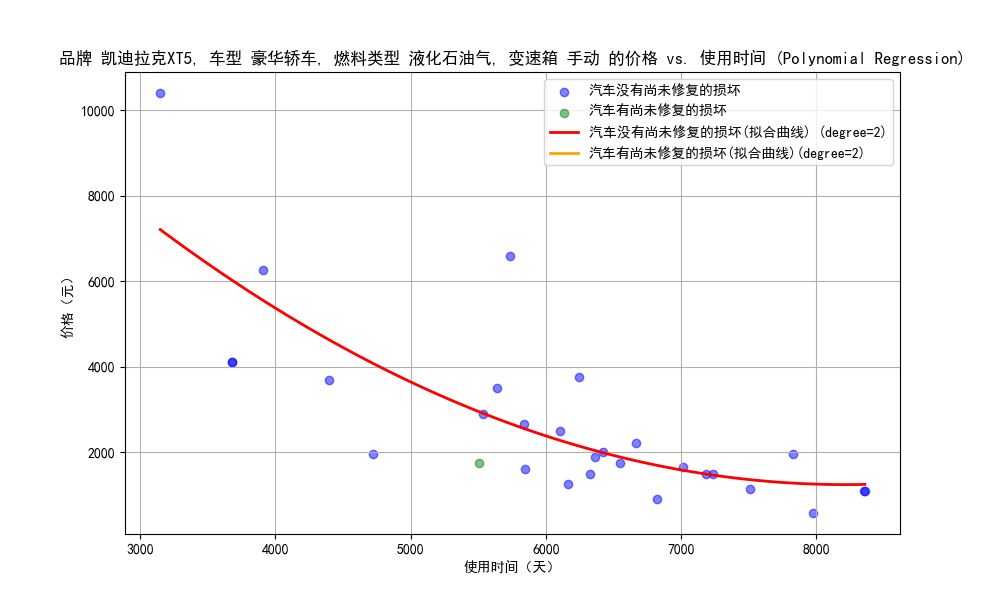 品牌 凯迪拉克XT5, 车型 豪华轿车, 燃料类型 液化石油气, 变速箱 手动 的价格 vs. 使用时间 (Polynomial Regression)
汽车没有尚未修复的损坏
汽车有尚未修复的损坏
汽车没有尚未修复的损坏(拟合曲线) (degree=2)
汽车有尚未修复的损坏(拟合曲线)(degree=2)
价格（元）
10000
8000
6000
4000
2000
3000 4000 5000 6000 7000 8000
使用时间（天）